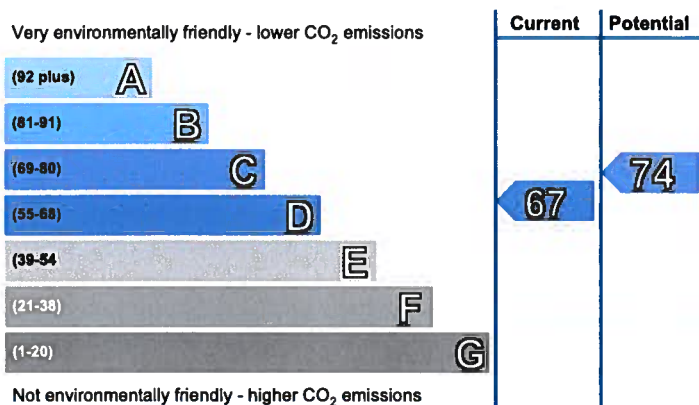 Very environmentally friendly - lower CO₂ emissions
Current
Potential
(92 plus) A
(81-91) B
(69-80) C
(55-68) D
(39-54 E
(21-38) F
(1-20) G
67
74
Not environmentally friendly - higher CO₂ emissions